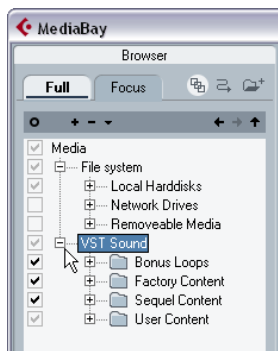 MediaBay
Browser
Full Focus
Media
File system
Local Harddisks
Network Drives
Removeable Media
VST Sound
Bonus Loops
Factory Content
Sequel Content
User Content